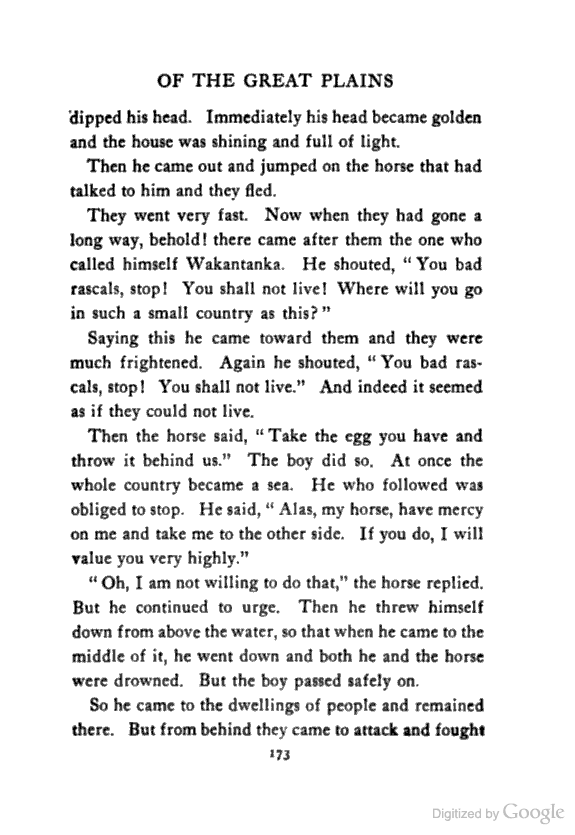 OF THE GREAT PLAINS
dipped his head. Immediately his head became golden
and the house was shining and full of light.
Then he came out and jumped on the horse that had
talked to him and they fled.
They went very fast. Now when they had gone a
long way, behold! there came after them the one who
called himself Wakantanka. He shouted, "You bad
rascals, stop! You shall not live! Where will you go
in such a small country as this?"
Saying this he came toward them and they were
much frightened. Again he shouted, "You bad ras-
cals, stop! You shall not live." And indeed it seemed
as if they could not live.
Then the horse said, "Take the egg you have and
throw it behind us." The boy did so. At once the
whole country became a sea. He who followed was
obliged to stop. He said, "Alas, my horse, have mercy
on me and take me to the other side. If you do, I will
value you very highly."
"Oh, I am not willing to do that," the horse replied.
But he continued to urge. Then he threw himself
down from above the water, so that when he came to the
middle of it, he went down and both he and the horse
were drowned. But the boy passed safely on.
So he came to the dwellings of people and remained
there. But from behind they came to attack and fought
173
Digitized by Google